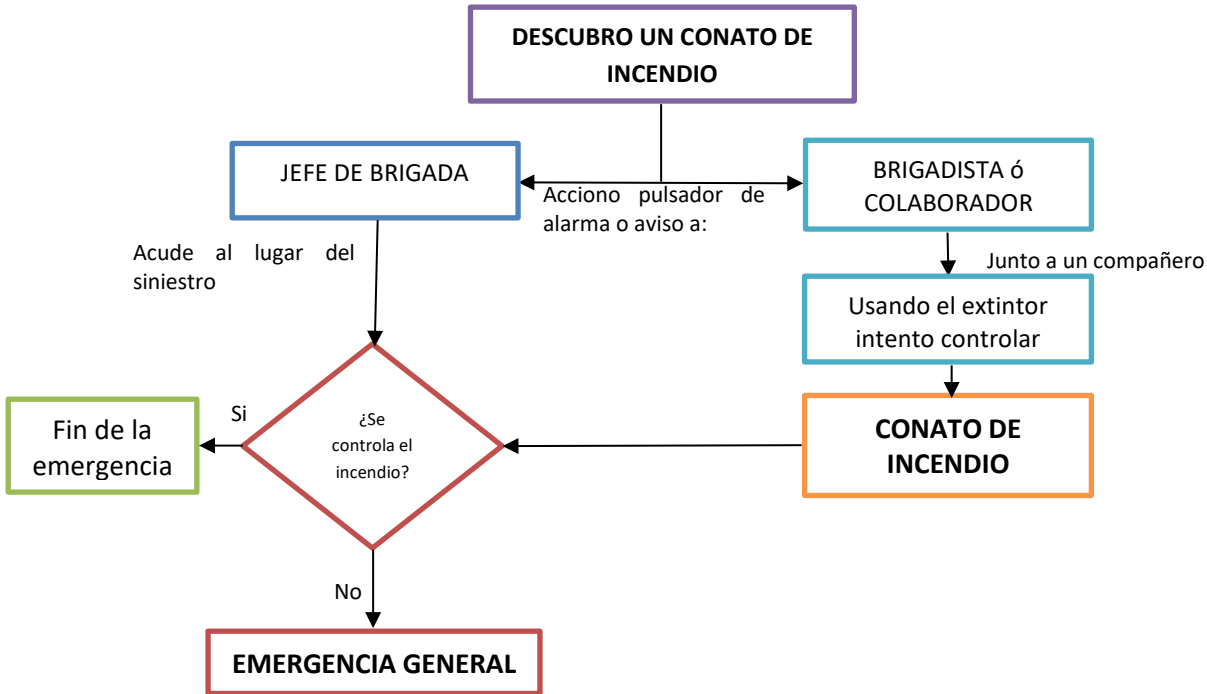 DESCUBRO UN CONATO DE
INCENDIO
JEFE DE BRIGADA
Acciono pulsador de
alarma o aviso a:
BRIGADISTA ó
COLABORADOR
Acude al lugar del
siniestro
Junto a un compañero
Usando el extintor
intento controlar
Si
Fin de la
emergencia
¿Se
controla el
incendio?
CONATO DE
INCENDIO
No
EMERGENCIA GENERAL